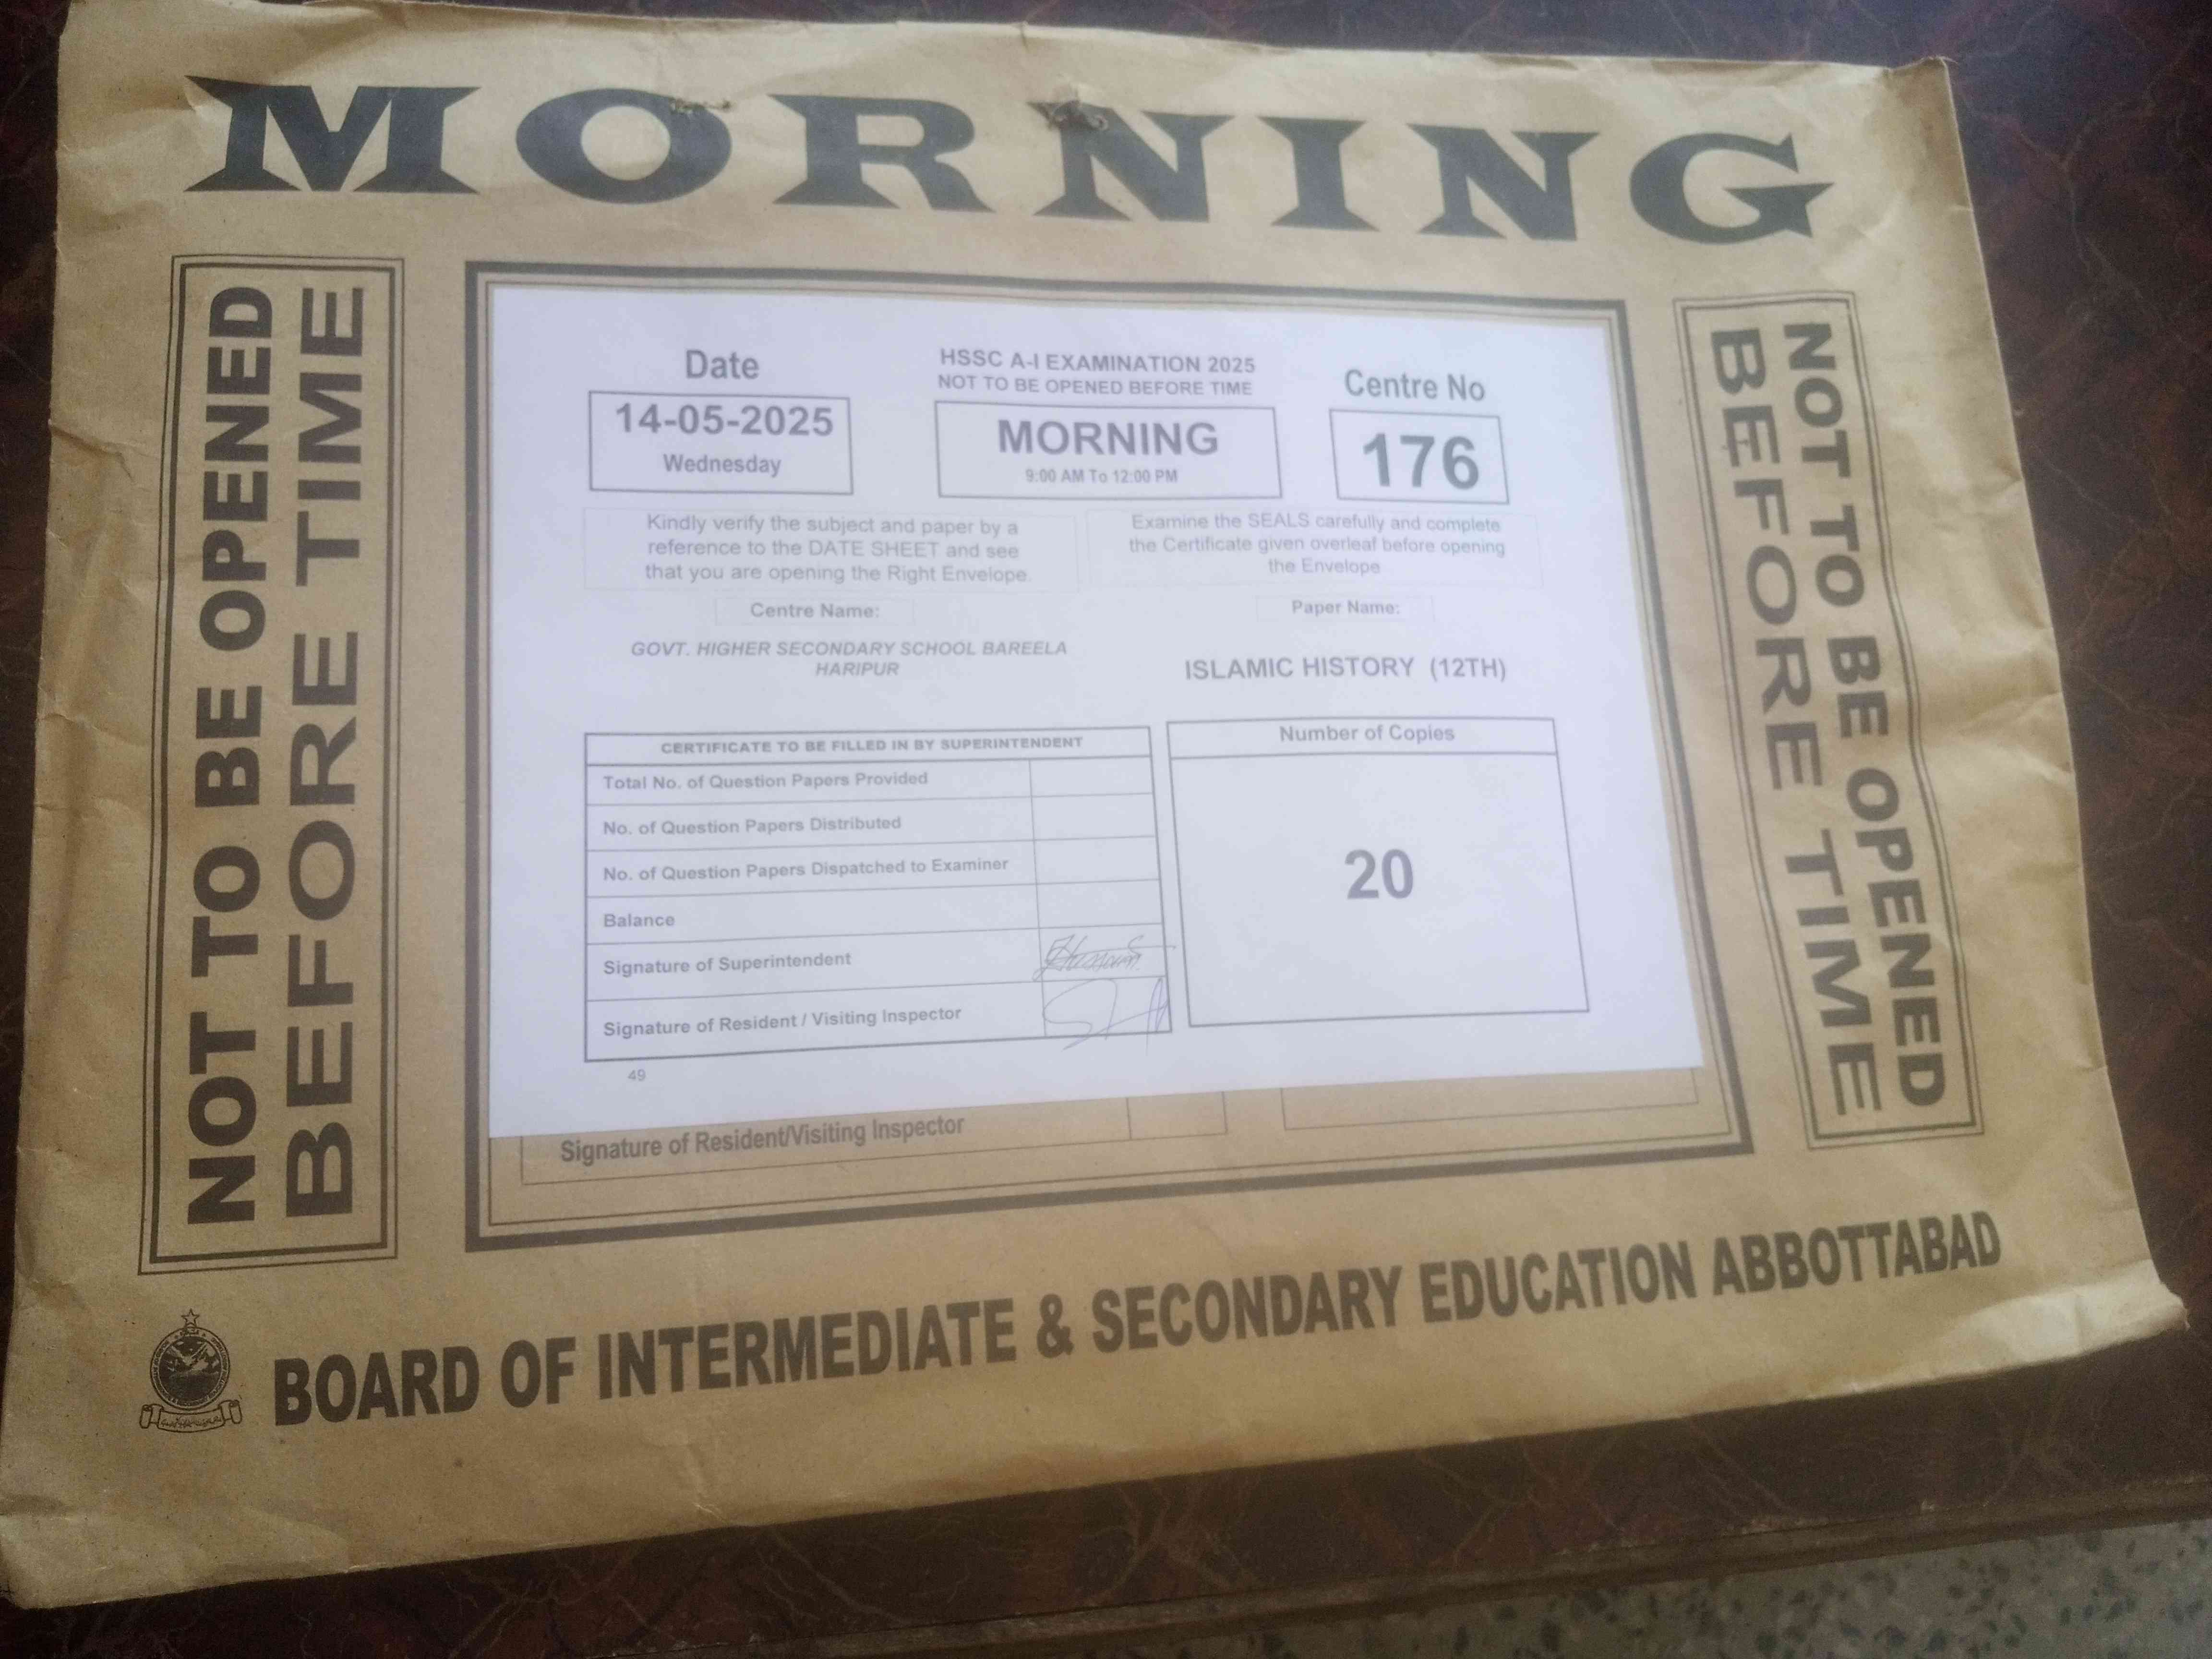 MORNING
NOT TO BE OPENED
BEFORE TIME
Date
14-05-2025
Wednesday
HSSC A-I EXAMINATION 2025
NOT TO BE OPENED BEFORE TIME
MORNING
9:00 AM To 12:00 PM
Centre No
176
Kindly verify the subject and paper by a
reference to the DATE SHEET and see
that you are opening the Right Envelope.
Examine the SEALS carefully and complete
the Certificate given overleaf before opening
the Envelope
Centre Name:
GOVT. HIGHER SECONDARY SCHOOL BAREELA
HARIPUR
Paper Name:
ISLAMIC HISTORY (12TH)
CERTIFICATE TO BE FILLED IN BY SUPERINTENDENT
Total No. of Question Papers Provided
No. of Question Papers Distributed
No. of Question Papers Dispatched to Examiner
Balance
Signature of Superintendent
Signature of Resident / Visiting Inspector
Number of Copies
20
49
Signature of Resident/Visiting Inspector
NOT TO BE OPENED
BEFORE TIME
BOARD OF INTERMEDIATE & SECONDARY EDUCATION ABBOTTABAD